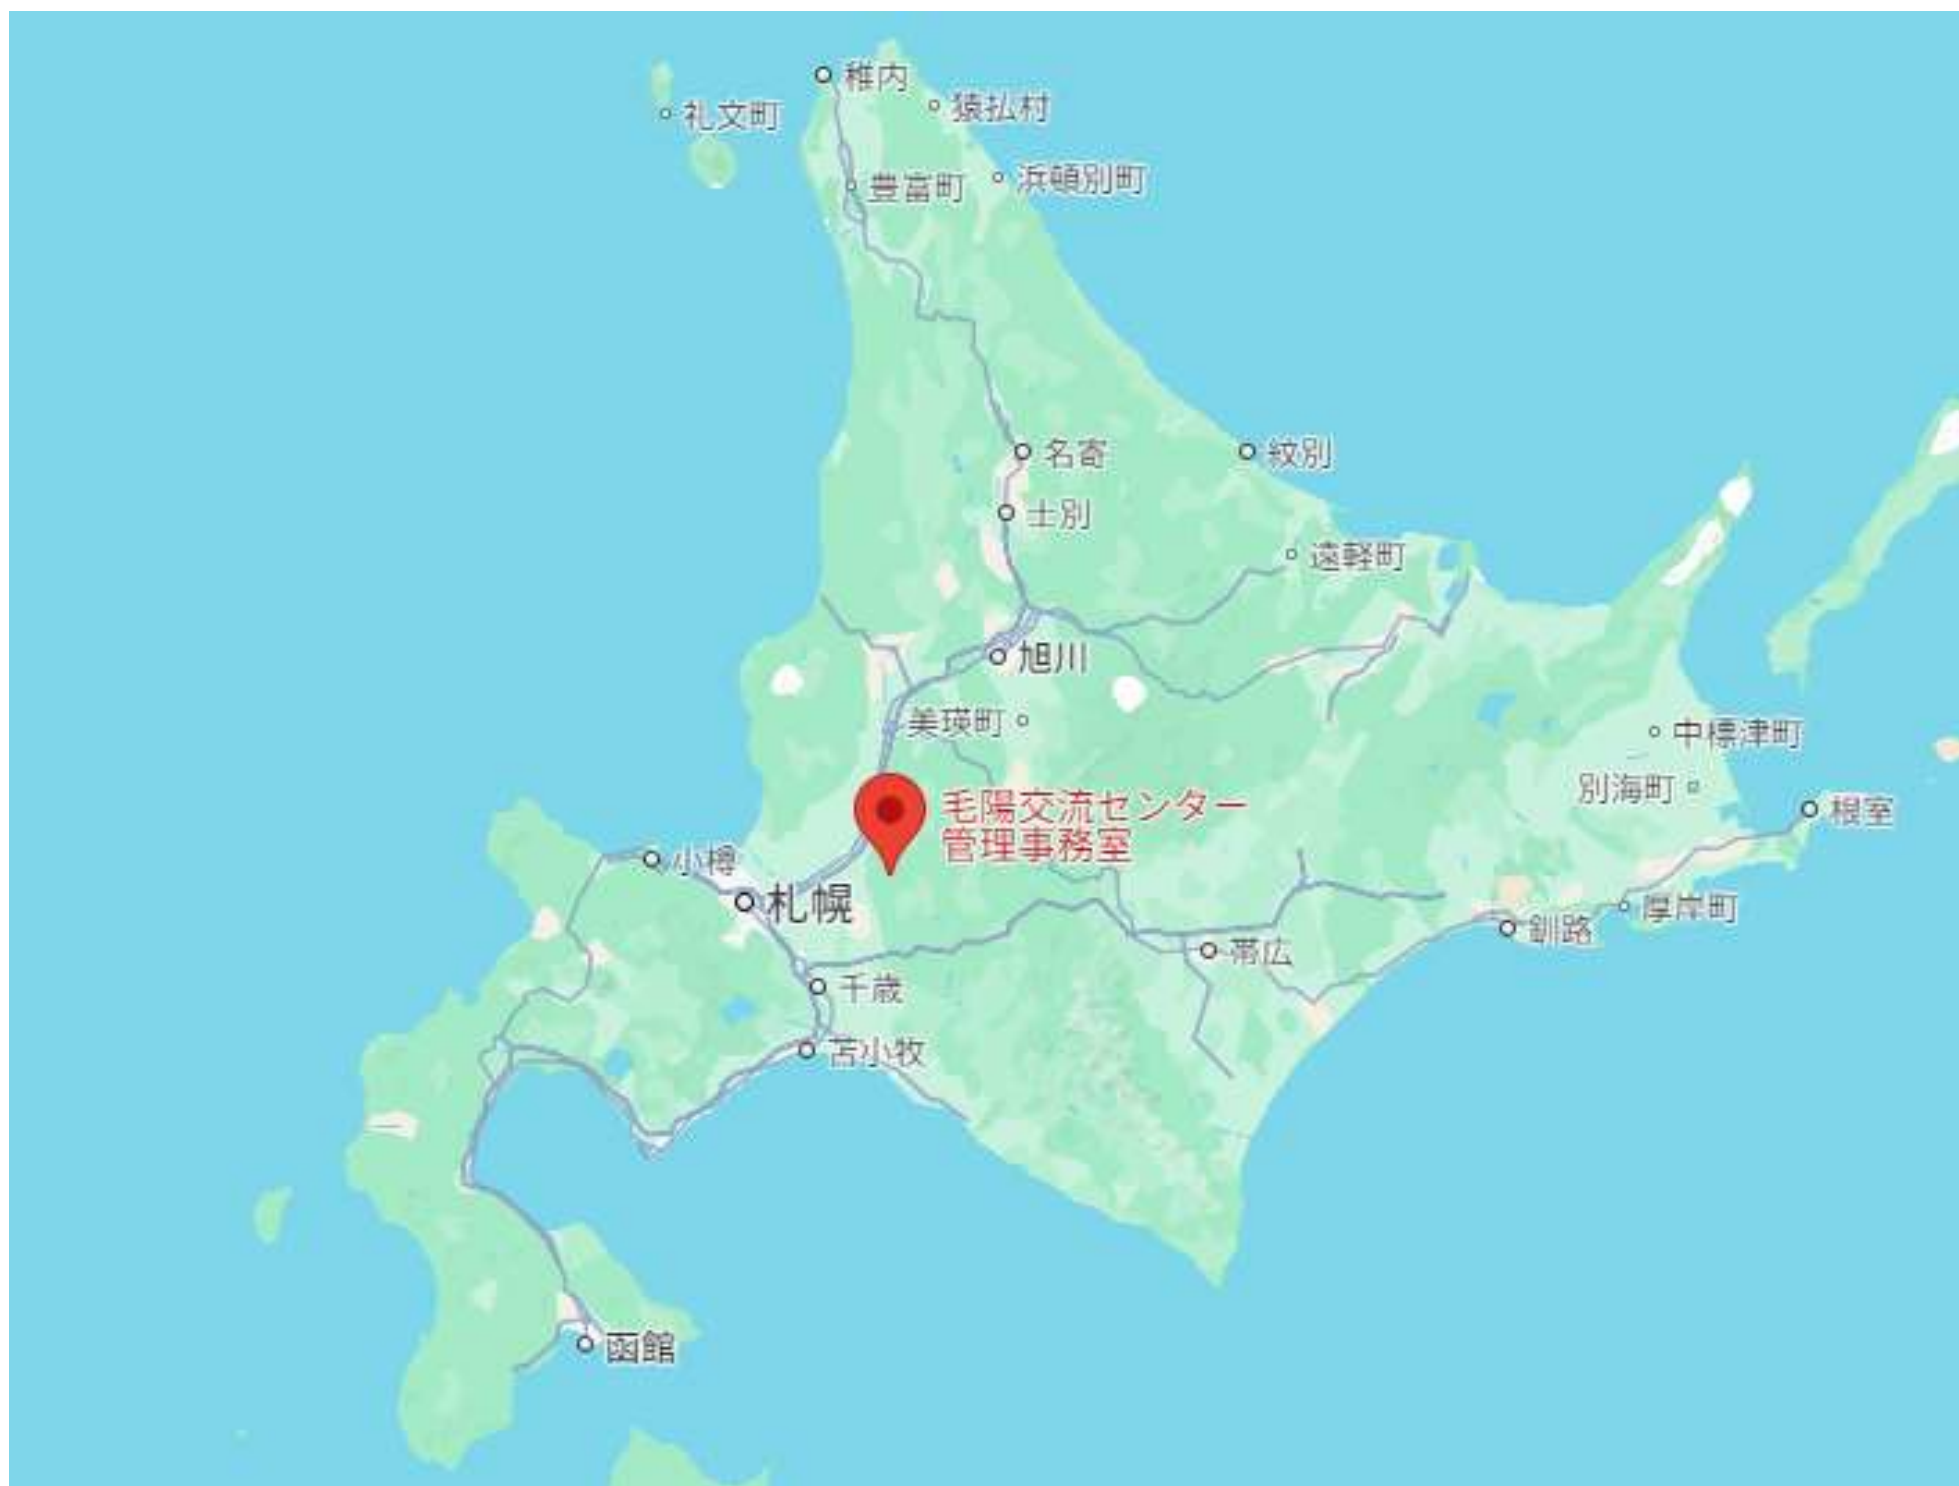 稚内
猿払村
礼文町
豊富町
浜頓別町
名寄
紋別
士別
遠軽町
旭川
美瑛町
中標津町
別海町
毛陽交流センター
管理事務室
根室
小樽
札幌
厚岸町
釧路
帯広
千歳
苫小牧
函館